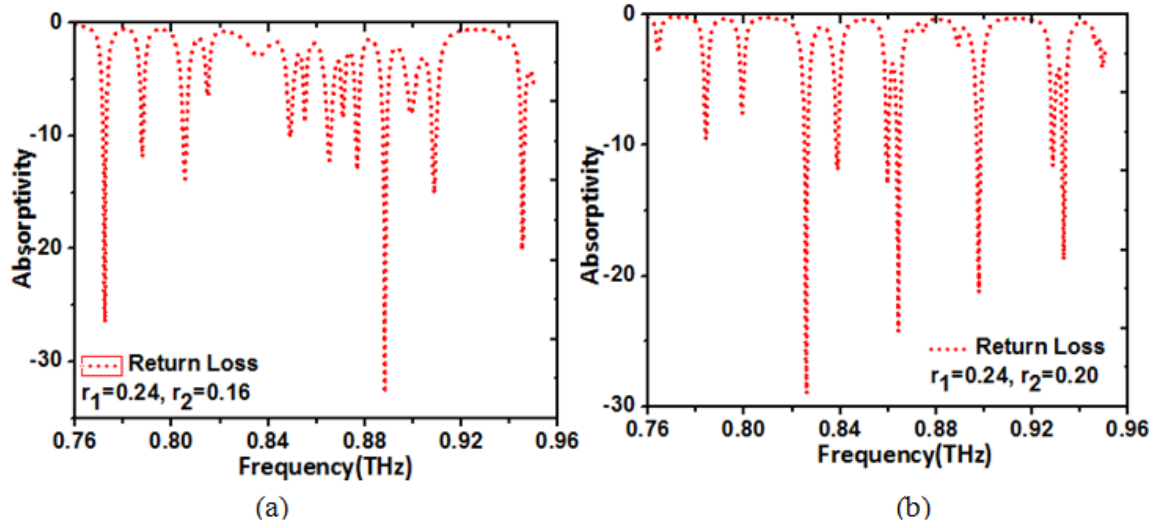 0
-10
-20
-30
Absorptivity
Return Loss
r1=0.24, r2=0.16
0.76 0.80 0.84 0.88 0.92 0.96
Frequency(THz)
(a)
0
-10
-20
-30
Absorptivity
Return Loss
r1=0.24, r2=0.20
0.76 0.80 0.84 0.88 0.92 0.96
Frequency(THz)
(b)